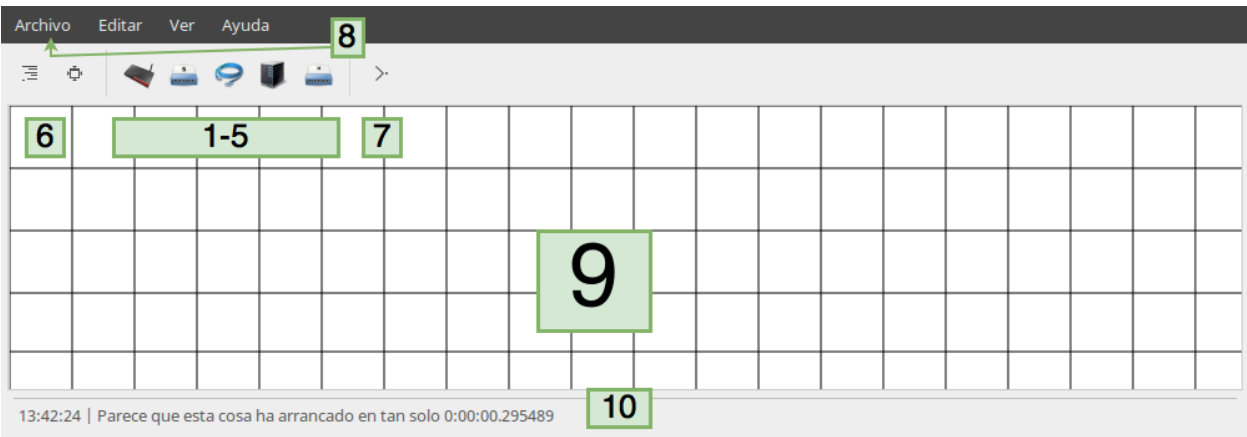 Archivo Editar Ver Ayuda
8
6 1-5 7
9
10
13:42:24 | Parece que esta cosa ha arrancado en tan solo 0:00:00.295489